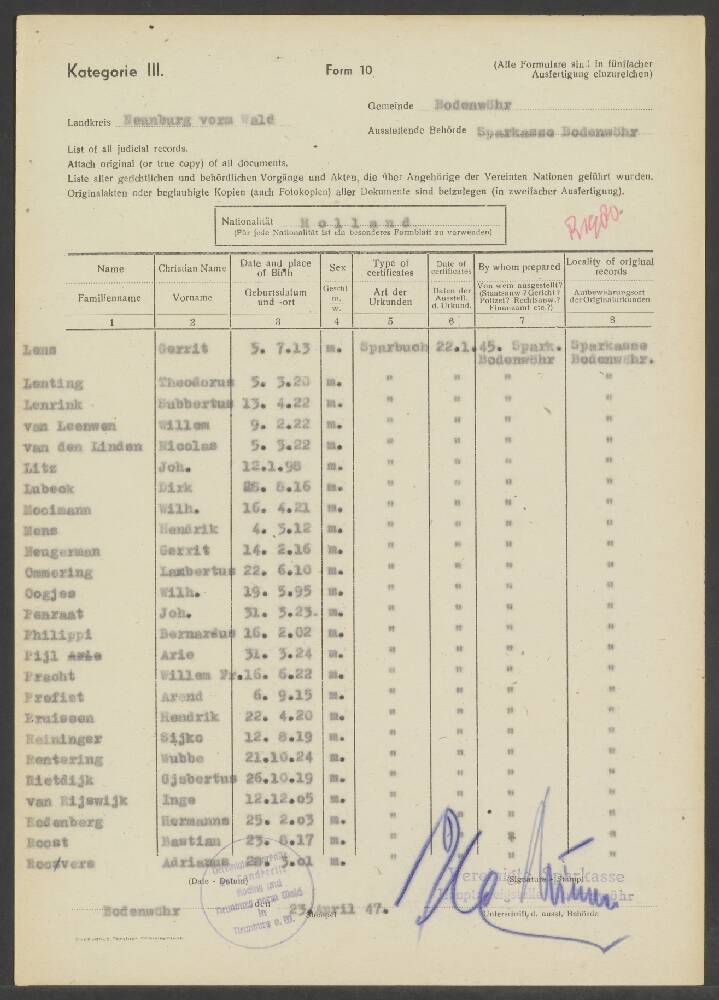 Kategorie III.
Form 10
(Alle Formulare sind in fünffacher
Ausfertigung einzureichen)
Gemeinde Bodenwöhr
Landkreis Neunburg vorm Wald
Ausstellende Behörde Sparkasse Bodenwöhr
List of all judicial records.
Attach original (or true copy) of all documents.
Liste aller gerichtlichen und behördlichen Vorgänge und Akten, die über Angehörige der Vereinten Nationen geführt wurden.
Originalakten oder beglaubigte Kopien (auch Fotokopien) aller Dokumente sind beizulegen (in zweifacher Ausfertigung).
Nationalität Holland
(Für jede Nationalität ist ein besonderes Formblatt zu verwenden)
Name Christian Name Date and place of Birth Sex Type of certificates Date of certificates By whom prepared Locality of original records
Familienname Vorname Geburtsdatum und -ort Geschl. m. w. Art der Urkunden Daten der Ausstell. d. Urkund. Von wem ausgestellt? (Staatsanw.? Gericht? Polizei? Rechtsanw.? Finanzamt etc.?) Aufbewahrungsort der Originalurkunden
1 2 3 4 5 6 7 8
Lens Gerrit 5. 7.13 m. Sparbuch 22.1.45. Spark. Sparkasse
Bodenwöhr Bodenwöhr.
Lenting Theodorus 5. 3.20 m. " " " "
Lenrink Hubbertus 13. 4.22 m. " " " "
van Leenwen Willem 9. 2.22 m. " " " "
van den Linden Nicolas 5. 3.22 m. " " " "
Litz Joh. 12.1.98 m. " " " "
Lubeck Dirk 28. 8.16 m. " " " "
Mooimann Wilh. 16. 4.21 m. " " " "
Mens Hendrik 4. 3.12 m. " " " "
Neugerman Gerrit 14. 2.16 m. " " " "
Ommering Lambertus 22. 6.10 m. " " " "
Oogjes Wilh. 19. 5.95 m. " " " "
Penraat Joh. 31. 3.23. m. " " " "
Philippi Bernardus 16. 2.02 m. " " " "
Pijl Arie Arie 31. 3.24 m. " " " "
Pracht Willem Fr. 16. 6.22 m. " " " "
Profiet Arend 6. 9.15 m. " " " "
Hendrik 22. 4.20 m. " " " "
Reininger Sijko 12. 8.19 m. " " " "
Rentering Wubbe 21.10.24 m. " " " "
Rietdijk Gjsbertus 26.10.19 m. " " " "
van Rijswijk Inge 12.12.05 m. " " " "
Rodenberg Hermanns 25. 2.03 m. " " " "
Roost Bastian 23. 8.17 m. " " " "
Roovers Adrianus 28. 3.01 m. " " "
(Date - Datum)
(Signature - Stempel)
Bodenwöhr den 23. April 47.
Stempel
Unterschrift, d. ausst. Behörde